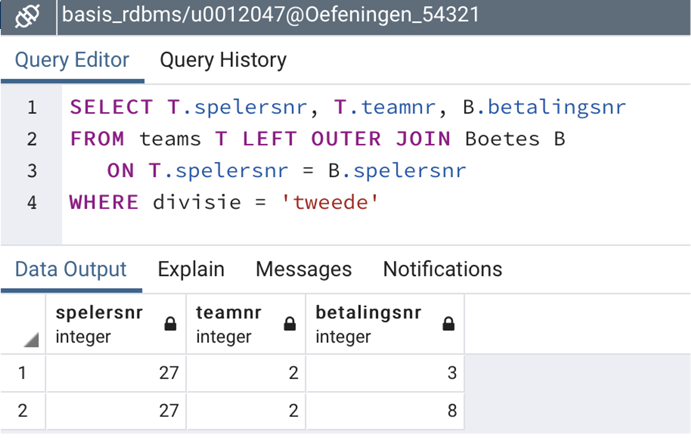 basis_rdbms/u0012047@Oefeningen_54321
Query Editor Query History
1 SELECT T.spelersnr, T.teamnr, B.betalingsnr
2 FROM teams T LEFT OUTER JOIN Boetes B
3 ON T.spelersnr = B.spelersnr
4 WHERE divisie = 'tweede'
Data Output Explain Messages Notifications
spelersnr teamnr betalingsnr
integer integer integer
1 27 2 3
2 27 2 8